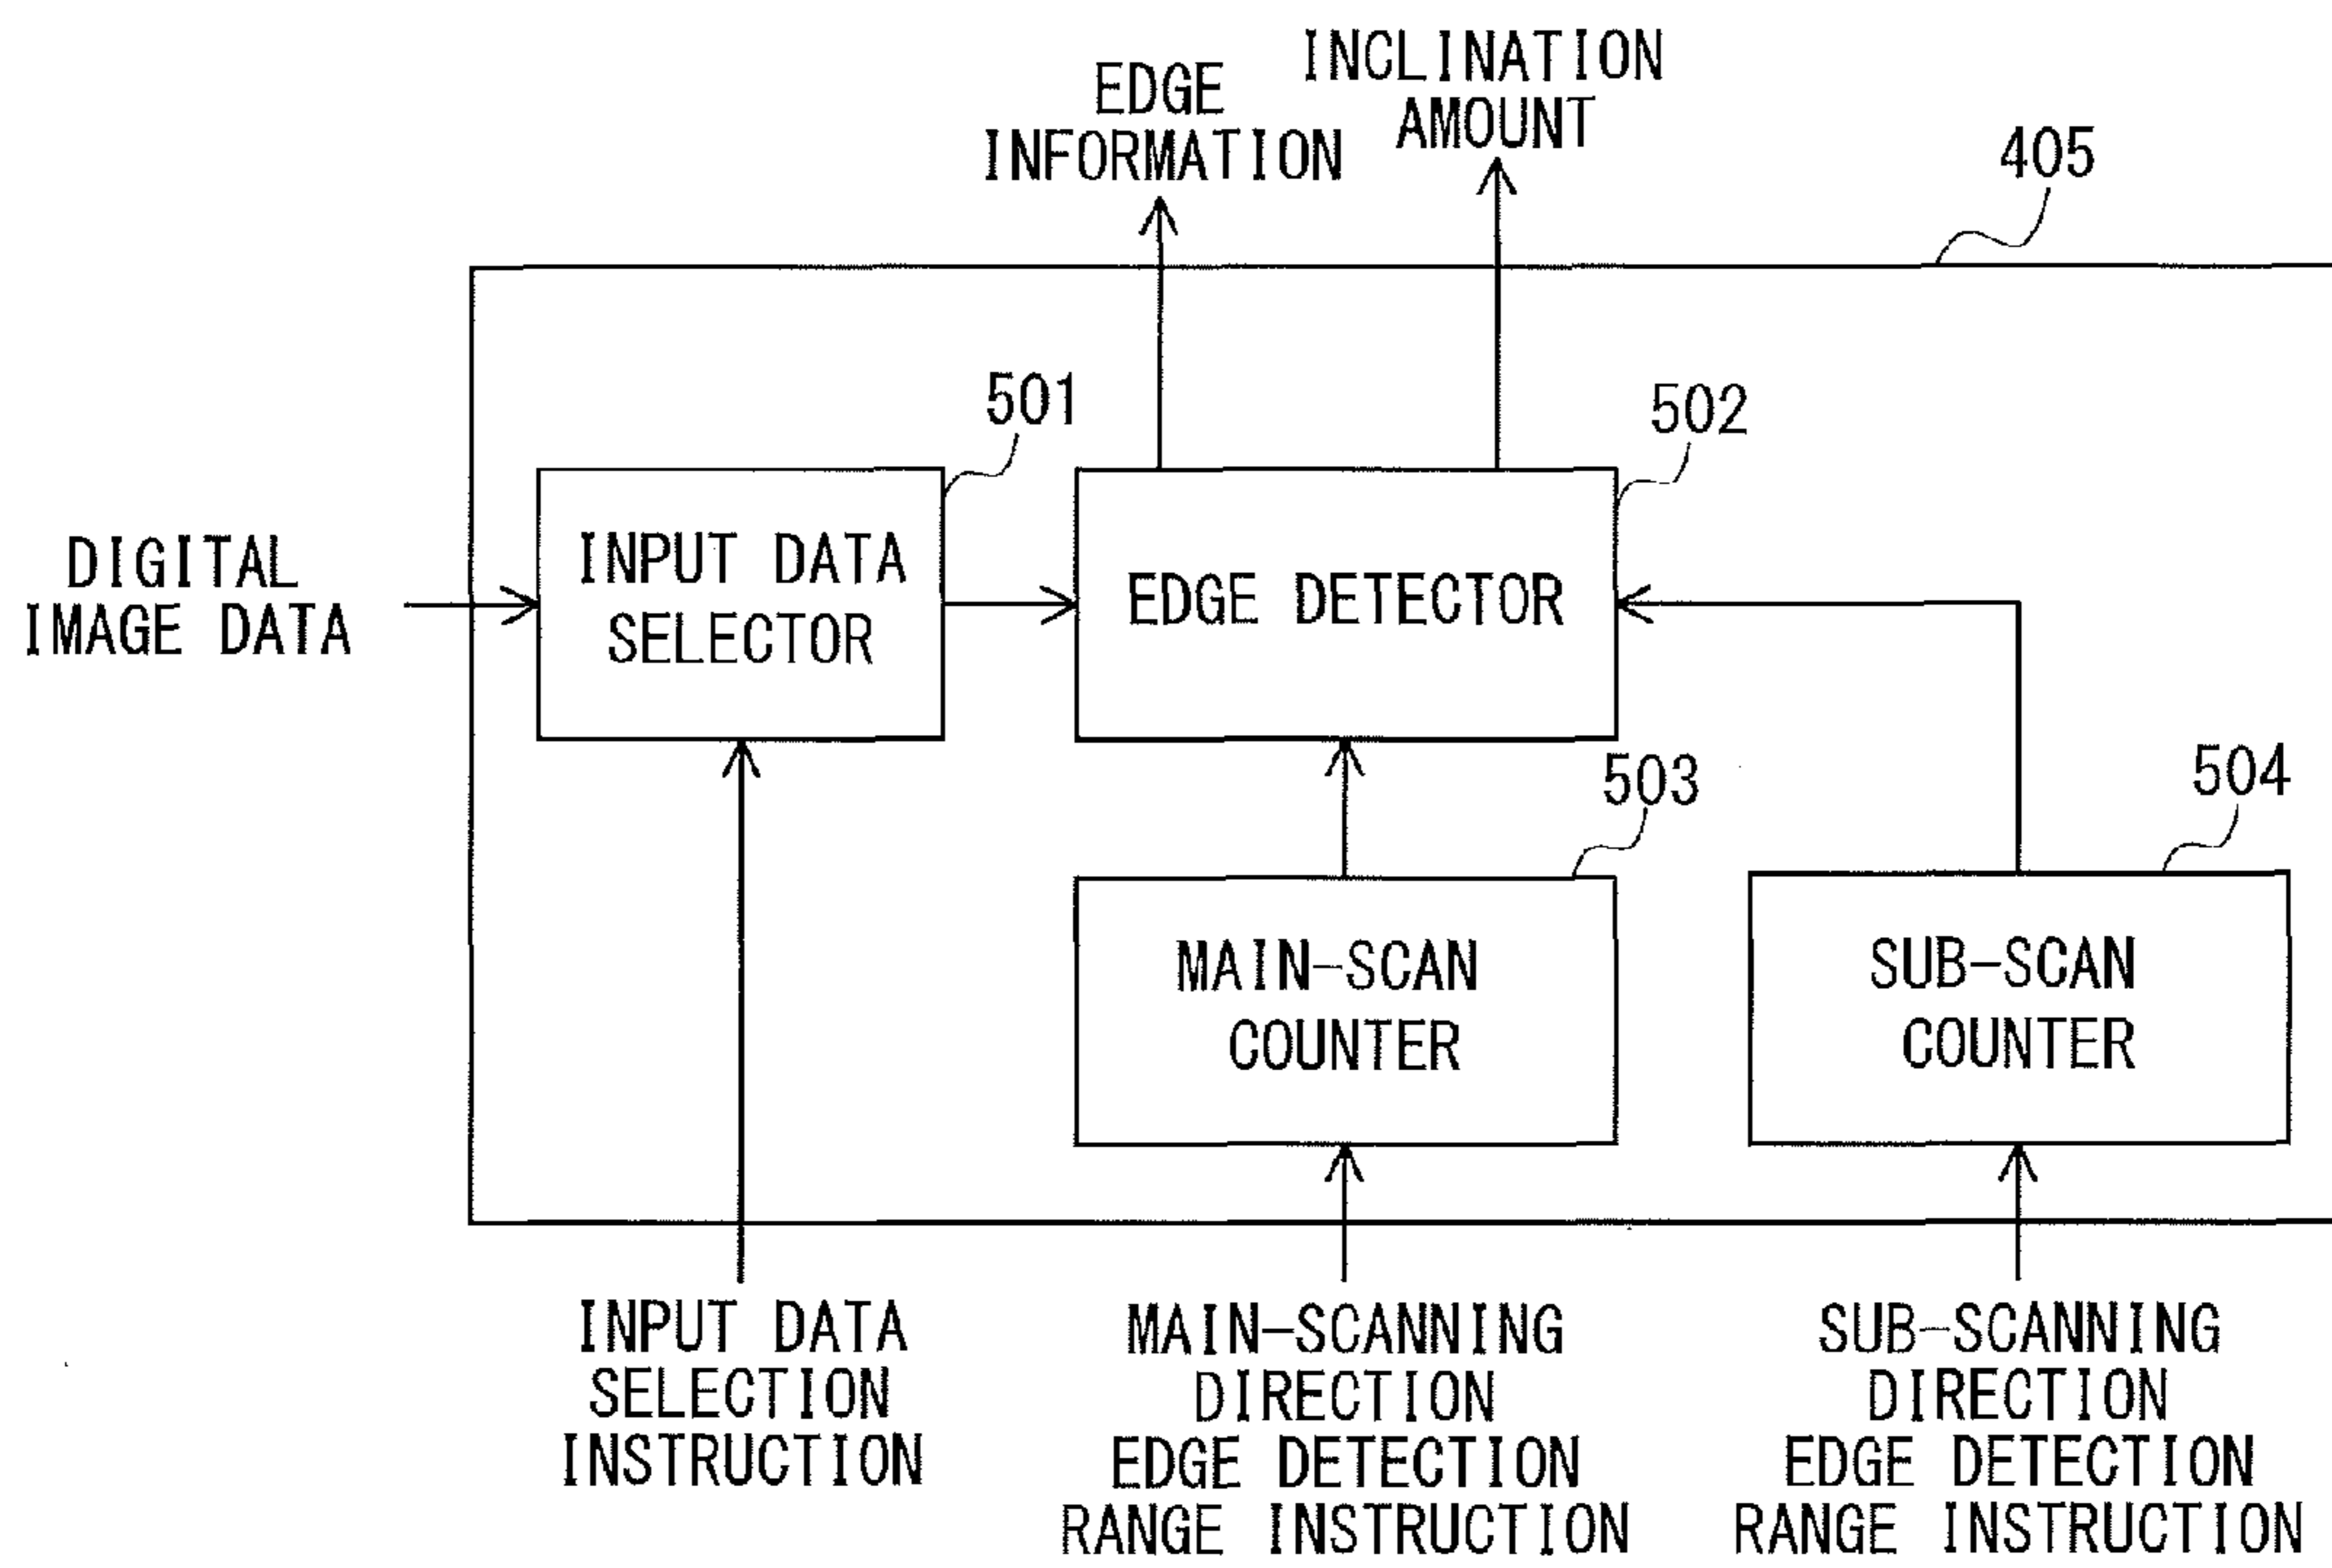 INCLINATION
AMOUNT
EDGE
INFORMATION
405
501
502
DIGITAL
IMAGE DATA
INPUT DATA
SELECTOR
EDGE DETECTOR
503
504
MAIN-SCAN
COUNTER
SUB-SCAN
COUNTER
INPUT DATA
SELECTION
INSTRUCTION
MAIN-SCANNING
DIRECTION
EDGE DETECTION
RANGE INSTRUCTION
SUB-SCANNING
DIRECTION
EDGE DETECTION
RANGE INSTRUCTION